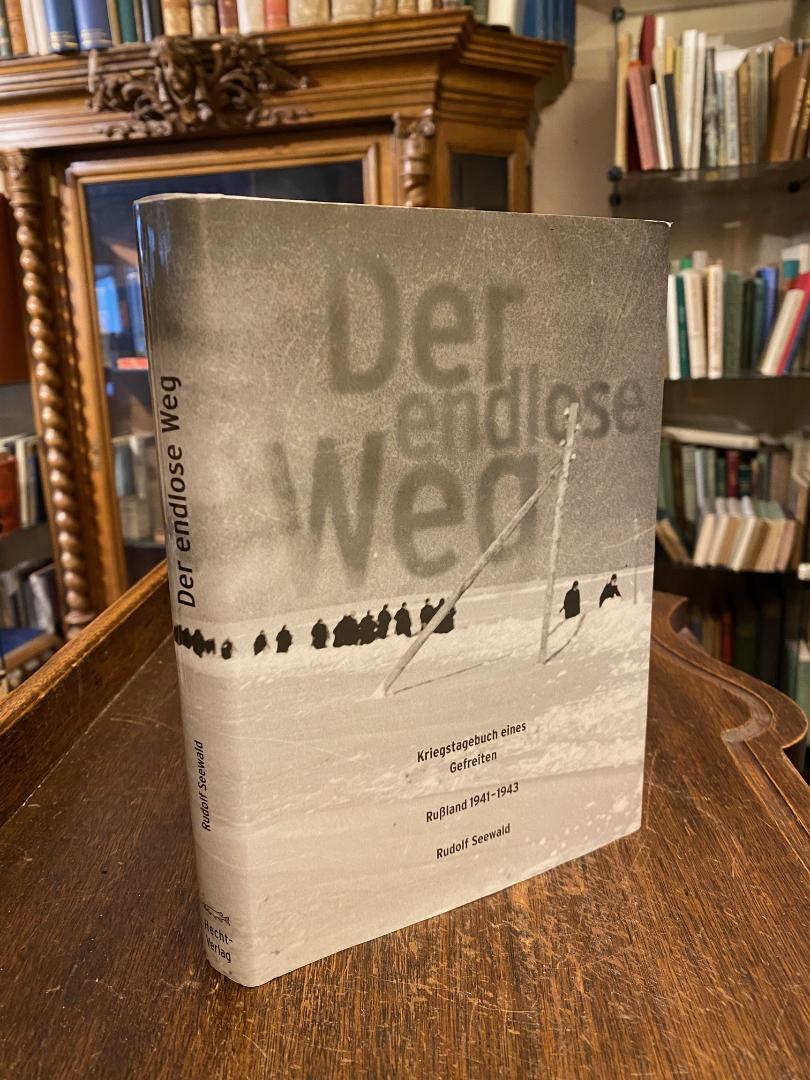 Der
endlose
Weg
Kriegstagebuch eines
Gefreiten
Rußland 1941–1943
Rudolf Seewald
Der endlose Weg
Rudolf Seewald
Hecht-
Verlag